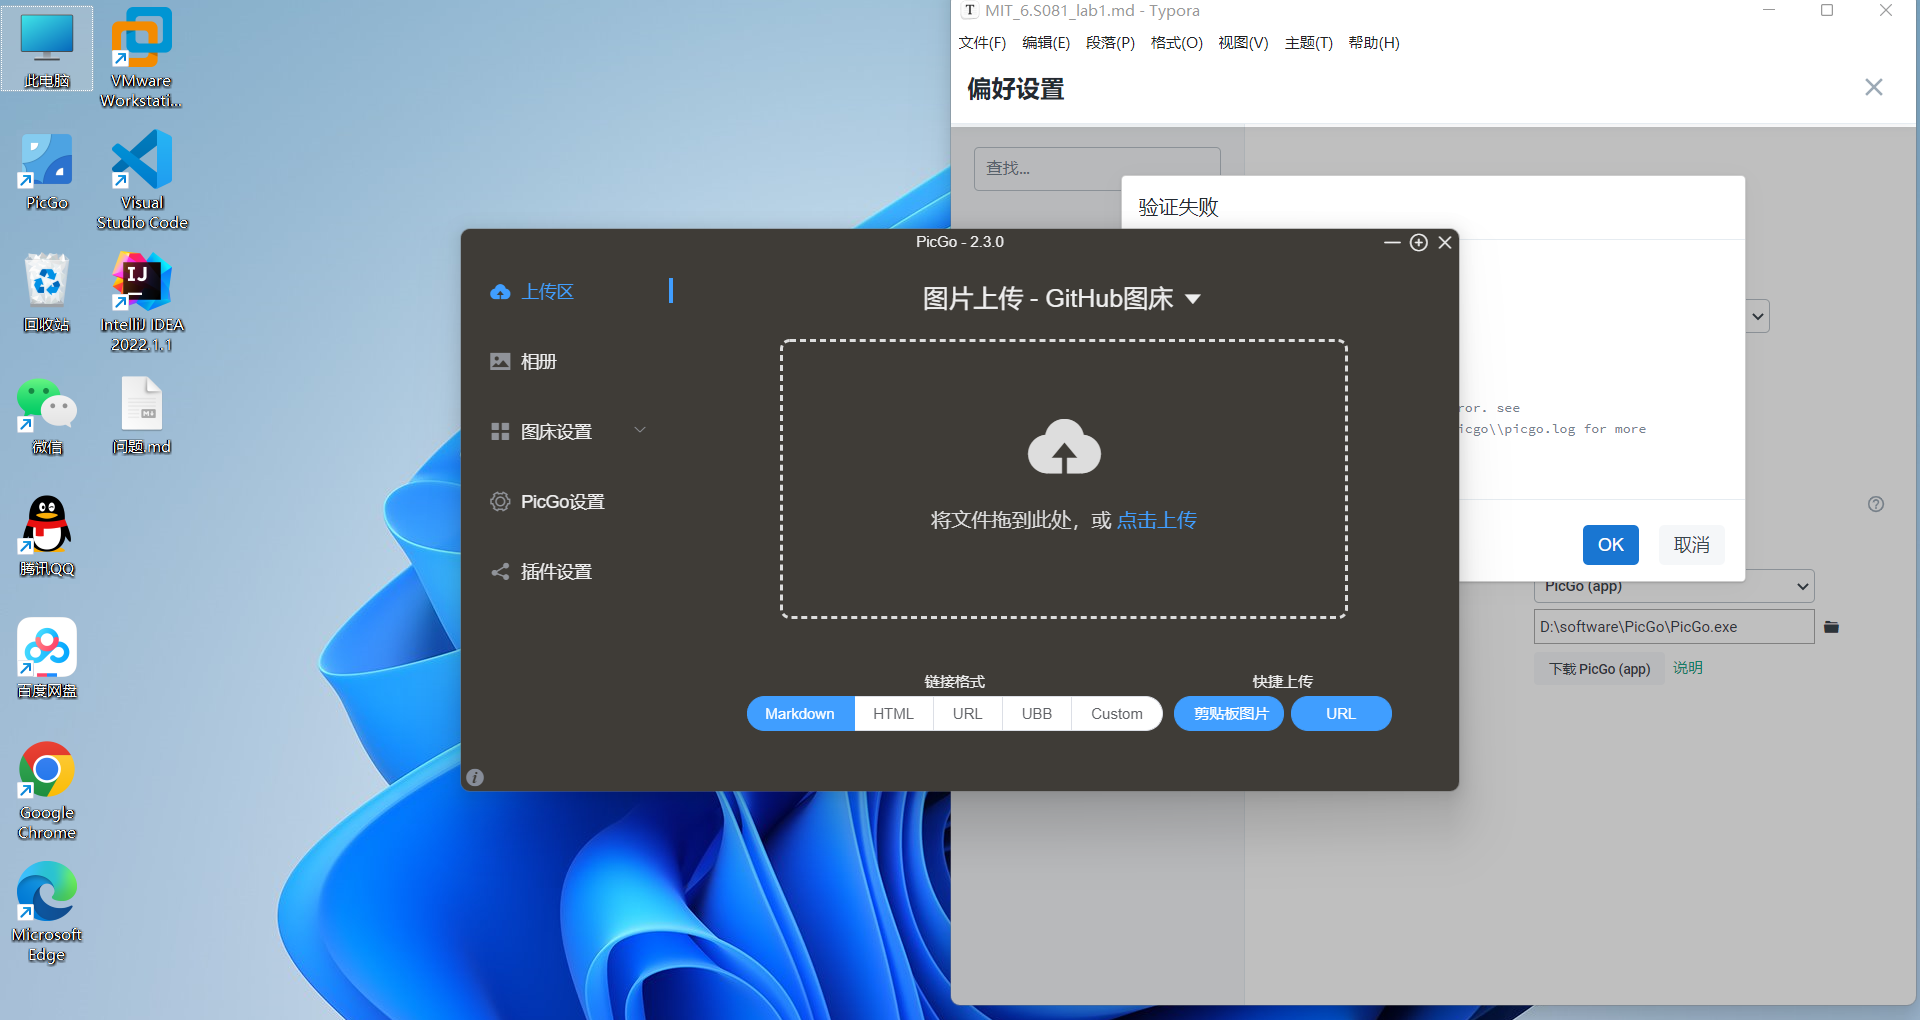 此电脑
VMware
Workstati...
PicGo
Visual
Studio Code
回收站
IntelliJ IDEA
2022.1.1
微信
问题.md
腾讯QQ
百度网盘
Google
Chrome
Microsoft
Edge
MIT_6.S081_lab1.md - Typora
文件(F) 编辑(E) 段落(P) 格式(O) 视图(V) 主题(T) 帮助(H)
偏好设置
查找...
验证失败
ror. see
icgo\\picgo.log for more
OK 取消
PicGo (app)
D:\software\PicGo\PicGo.exe
下载 PicGo (app) 说明
PicGo - 2.3.0
上传区
相册
图床设置
PicGo设置
插件设置
图片上传 - GitHub图床
将文件拖到此处，或 点击上传
链接格式 快捷上传
Markdown HTML URL UBB Custom 剪贴板图片 URL